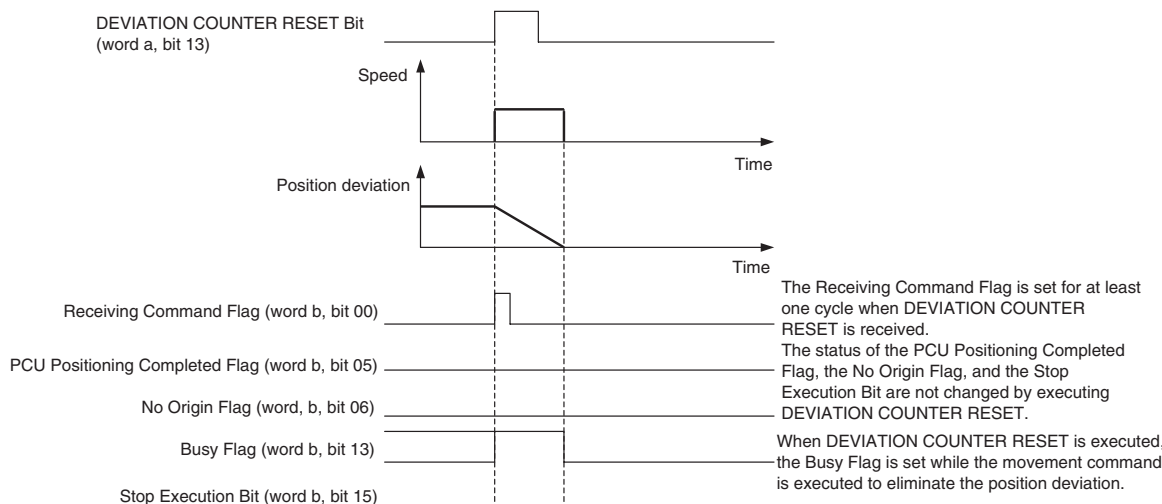 DEVIATION COUNTER RESET Bit
(word a, bit 13)
Speed
Time
Position deviation
Time
Receiving Command Flag (word b, bit 00)
The Receiving Command Flag is set for at least
one cycle when DEVIATION COUNTER
RESET is received.
PCU Positioning Completed Flag (word b, bit 05)
The status of the PCU Positioning Completed
Flag, the No Origin Flag, and the Stop
Execution Bit are not changed by executing
DEVIATION COUNTER RESET.
No Origin Flag (word, b, bit 06)
Busy Flag (word b, bit 13)
When DEVIATION COUNTER RESET is executed,
the Busy Flag is set while the movement command
is executed to eliminate the position deviation.
Stop Execution Bit (word b, bit 15)